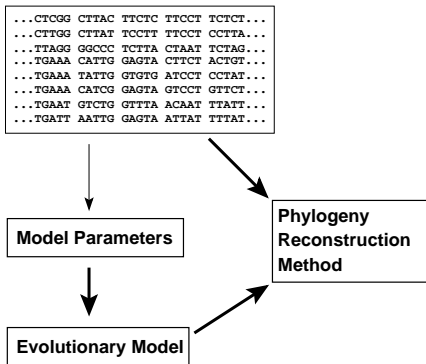 ...CTCGG CTTAC TTCTC TTCCT TCTCT...
...CTTGG CTTAT TCCTT TTCCT CCTTA...
...TTAGG GGCCC TCTTA CTAAT TCTAG...
...TGAAA CATTG GAGTA CTTCT ACTGT...
...TGAAA TATTG GTGTG ATCCT CCTAT...
...TGAAA CATCG GAGTA GTCCT GTTCT...
...TGAAT GTCTG GTTTA ACAAT TTATT...
...TGATT AATTG GAGTA ATTAT TTTAT...
Model Parameters
Phylogeny
Reconstruction
Method
Evolutionary Model